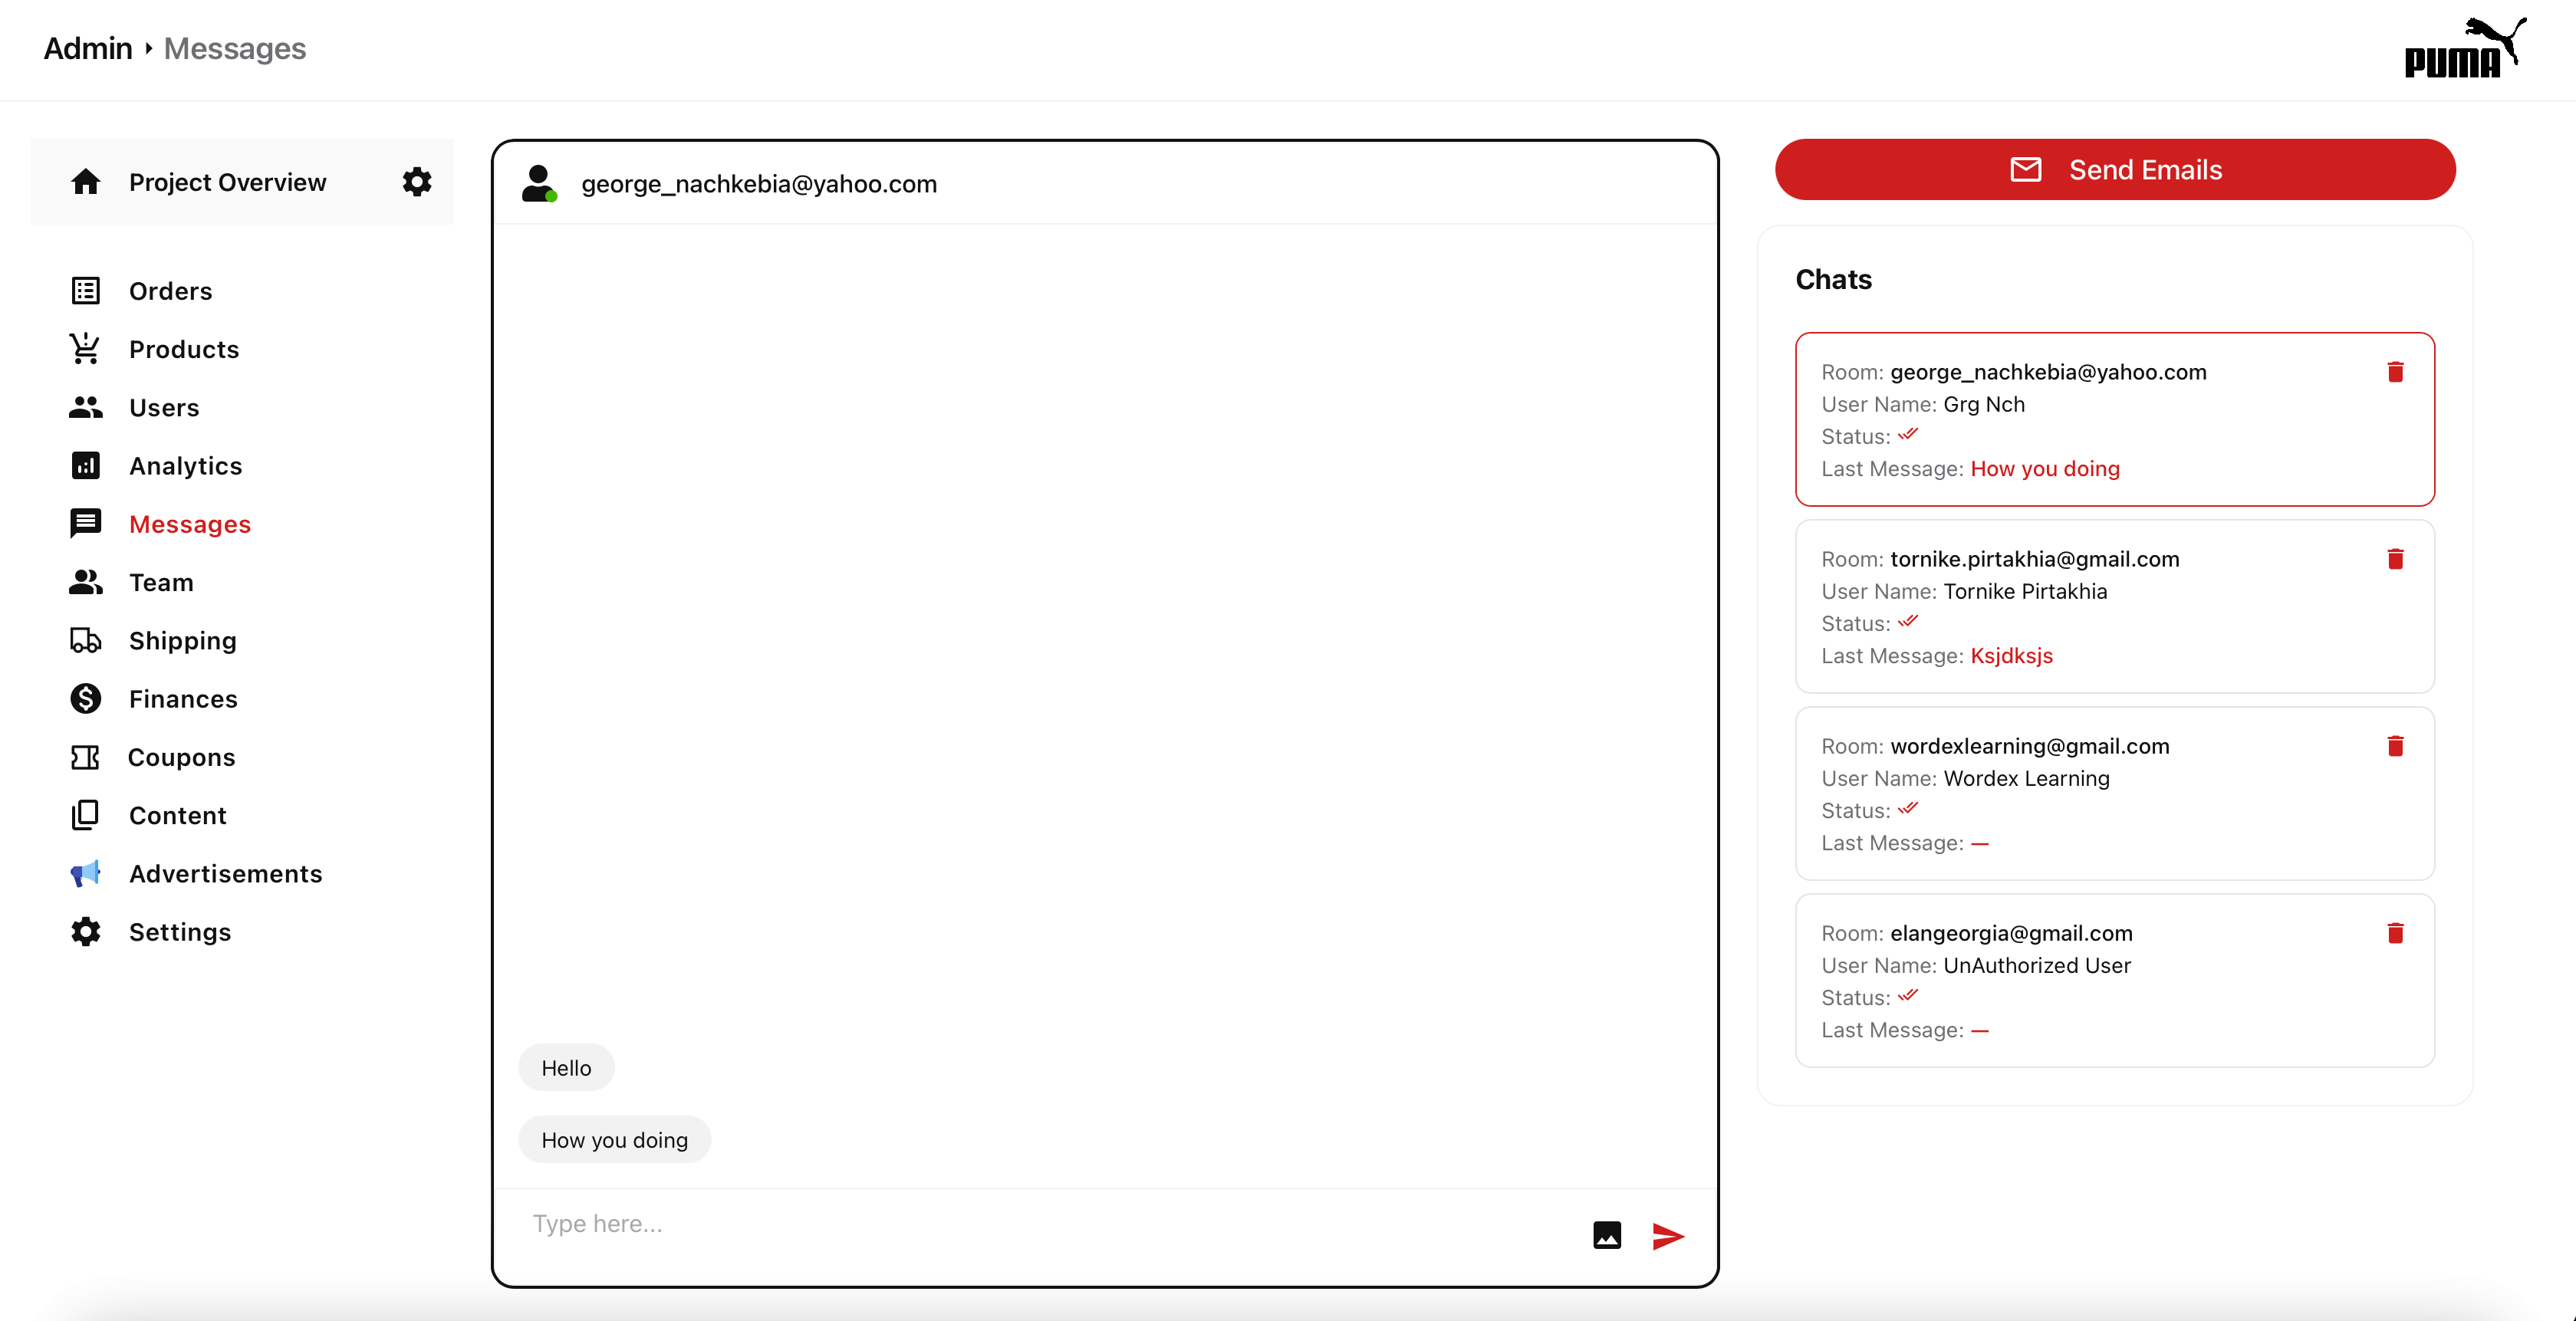 Admin Messages
PUMA
Project Overview
Orders
Products
Users
Analytics
Messages
Team
Shipping
Finances
Coupons
Content
Advertisements
Settings
george_nachkebia@yahoo.com
Hello
How you doing
Type here...
Send Emails
Chats
Room: george_nachkebia@yahoo.com
User Name: Grg Nch
Status:
Last Message: How you doing
Room: tornike.pirtakhia@gmail.com
User Name: Tornike Pirtakhia
Status:
Last Message: Ksjdksjs
Room: wordexlearning@gmail.com
User Name: Wordex Learning
Status:
Last Message: —
Room: elangeorgia@gmail.com
User Name: UnAuthorized User
Status:
Last Message: —